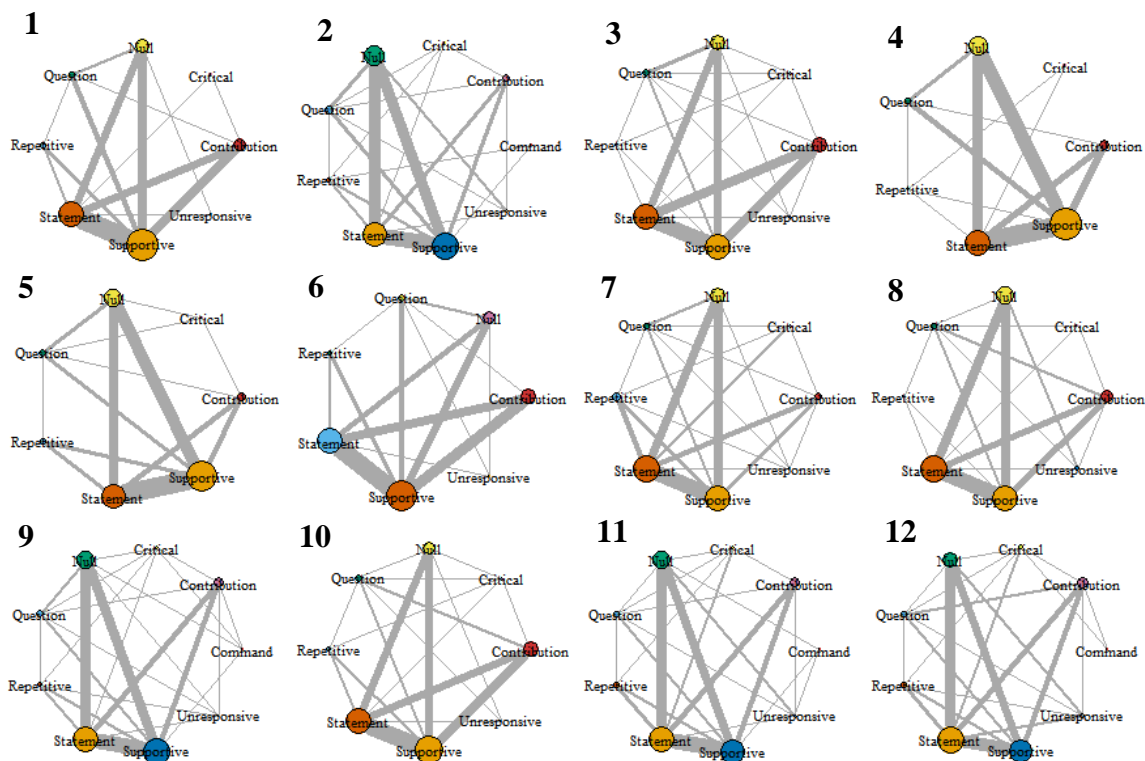 1
Null
Question
Critical
Repetitive
Contribution
Statement
Unresponsive
Supportive
2
Critical
Null
Contribution
Question
Command
Repetitive
Unresponsive
Statement
Supportive
3
Null
Question
Critical
Repetitive
Contribution
Statement
Unresponsive
Supportive
4
Null
Critical
Question
Contribution
Repetitive
Supportive
Statement
5
Null
Critical
Question
Contribution
Repetitive
Supportive
Statement
6
Question
Null
Repetitive
Contribution
Statement
Unresponsive
Supportive
7
Null
Question
Critical
Repetitive
Contribution
Statement
Unresponsive
Supportive
8
Null
Question
Critical
Repetitive
Contribution
Statement
Unresponsive
Supportive
9
Critical
Null
Contribution
Question
Command
Repetitive
Unresponsive
Statement
Supportive
10
Null
Question
Critical
Repetitive
Contribution
Statement
Unresponsive
Supportive
11
Critical
Null
Contribution
Question
Command
Repetitive
Unresponsive
Statement
Supportive
12
Critical
Null
Contribution
Question
Command
Repetitive
Unresponsive
Statement
Supportive